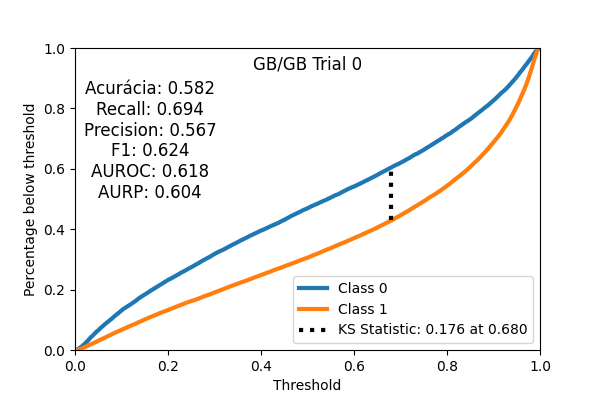 GB/GB Trial 0
Acurácia: 0.582
Recall: 0.694
Precision: 0.567
F1: 0.624
AUROC: 0.618
AURP: 0.604
Percentage below threshold
1.0
0.8
0.6
0.4
0.2
0.0
Class 0
Class 1
KS Statistic: 0.176 at 0.680
0.0 0.2 0.4 0.6 0.8 1.0
Threshold